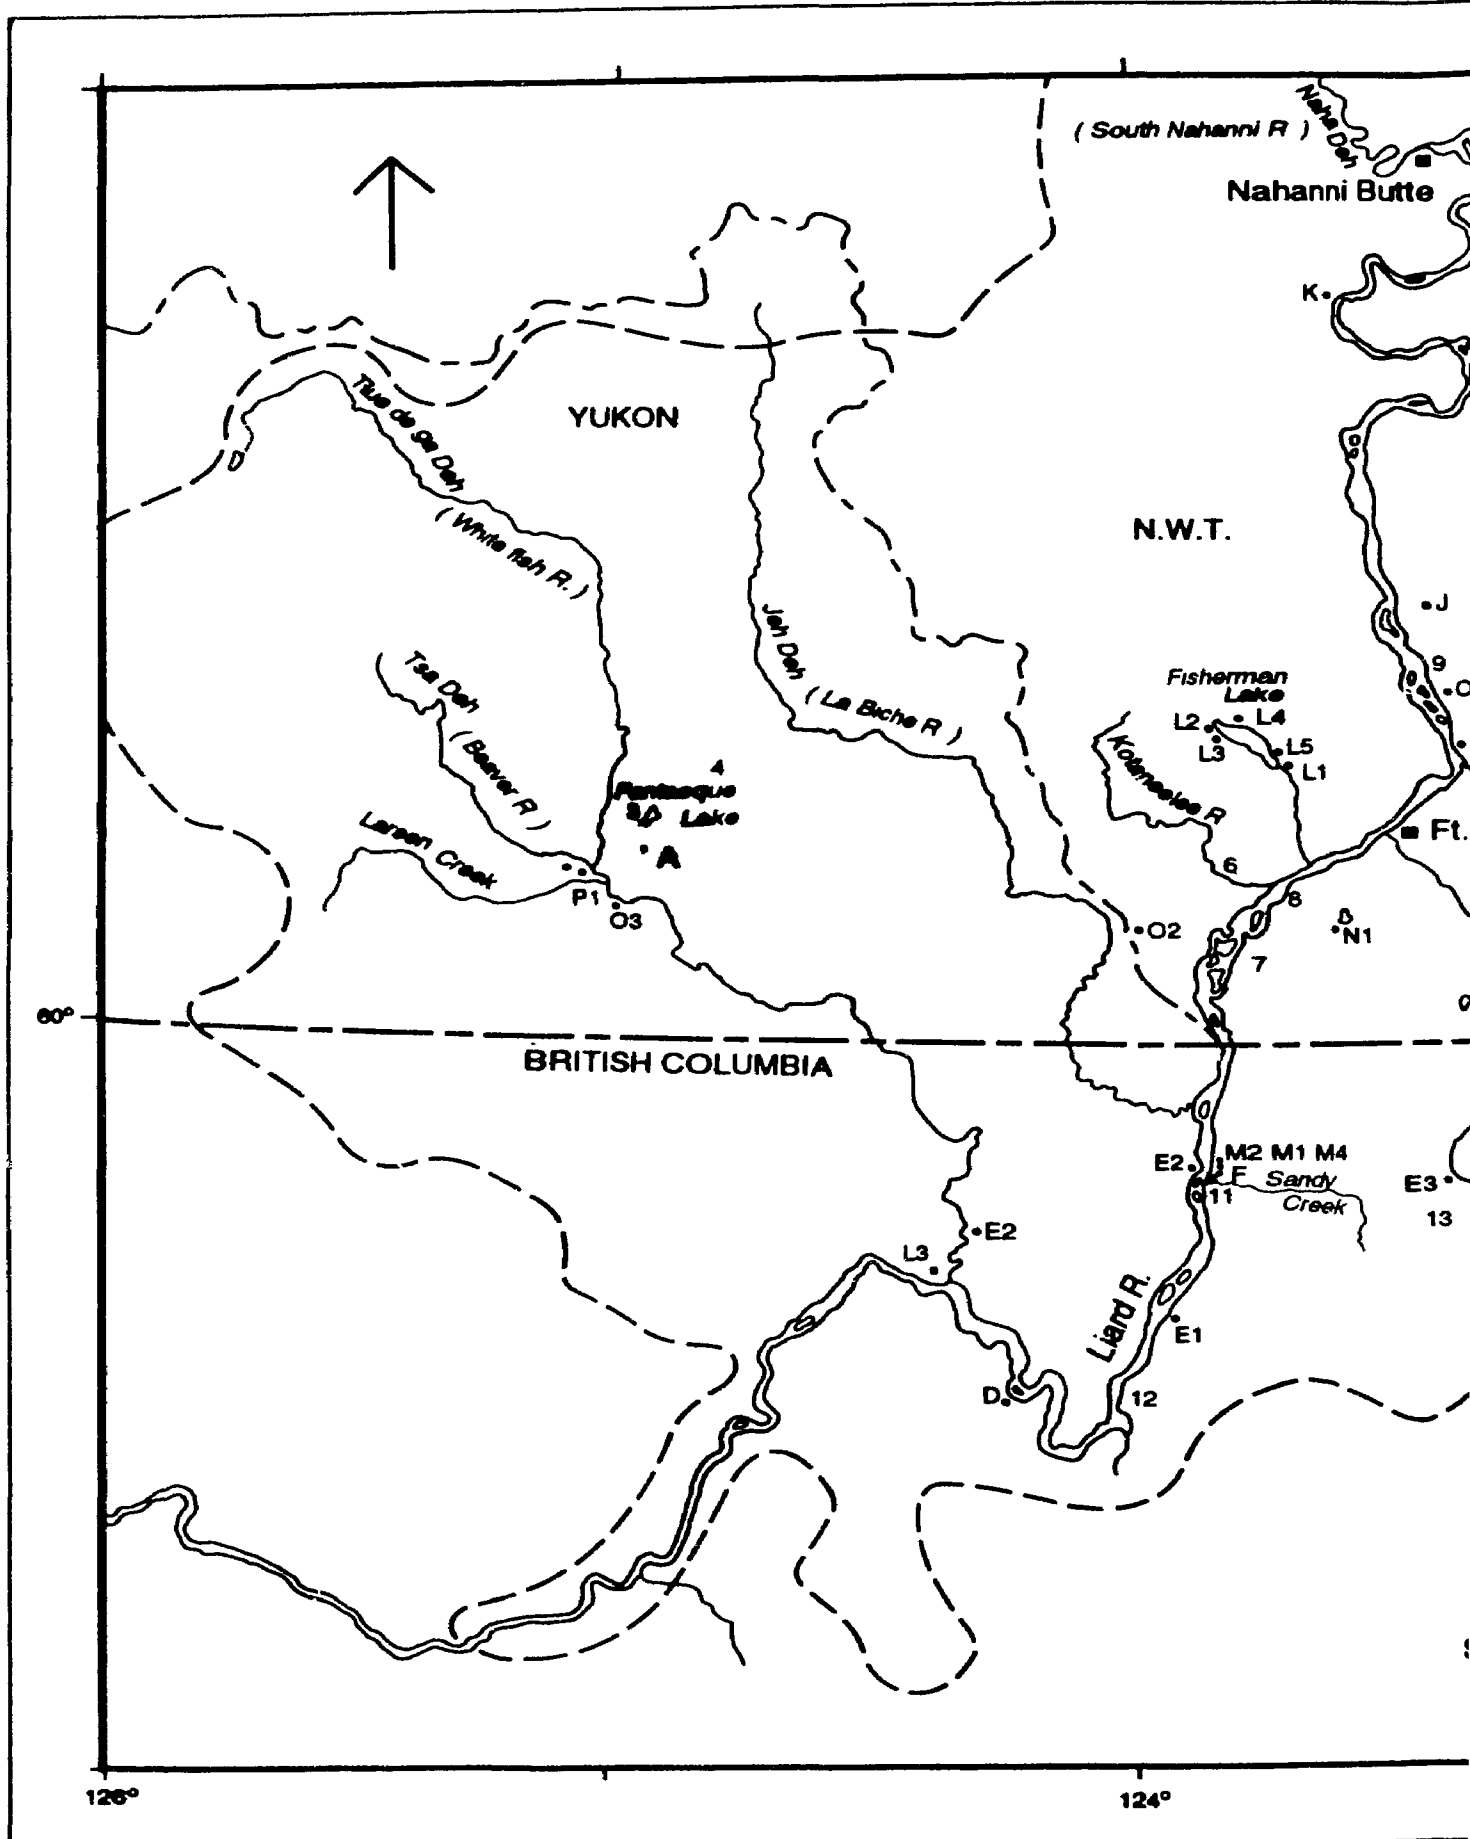 ( South Nahanni R )
Naha Deh
Nahanni Butte
K
YUKON
Tlue de ga Deh
( White fish R. )
N.W.T.
J
Jeh Deh
( La Biche R )
Tsa Deh
( Beaver R )
Fisherman
Lake
9
L2
L4
L3
L5
L1
Kotaneelee R
4
Pantasque
Lake
A
Larsen Creek
Ft.
6
P1
O3
8
O2
N1
7
60°
BRITISH COLUMBIA
M2 M1 M4
E2
F
Sandy
Creek
11
E3
13
E2
L3
Liard R.
E1
D
12
126°
124°